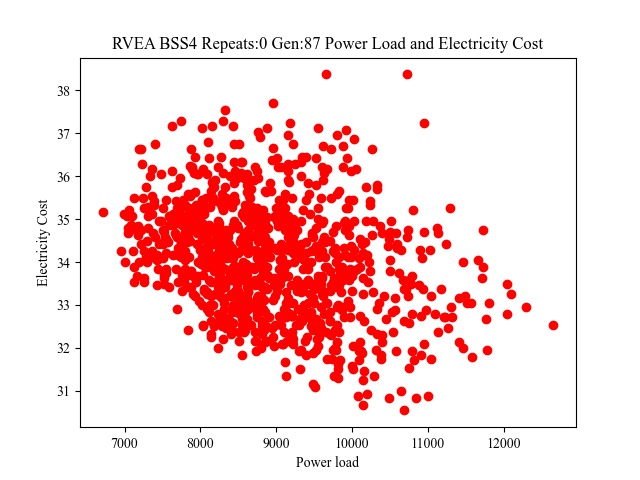 RVEA BSS4 Repeats:0 Gen:87 Power Load and Electricity Cost
38
37
36
35
34
33
32
31
Electricity Cost
7000 8000 9000 10000 11000 12000
Power load